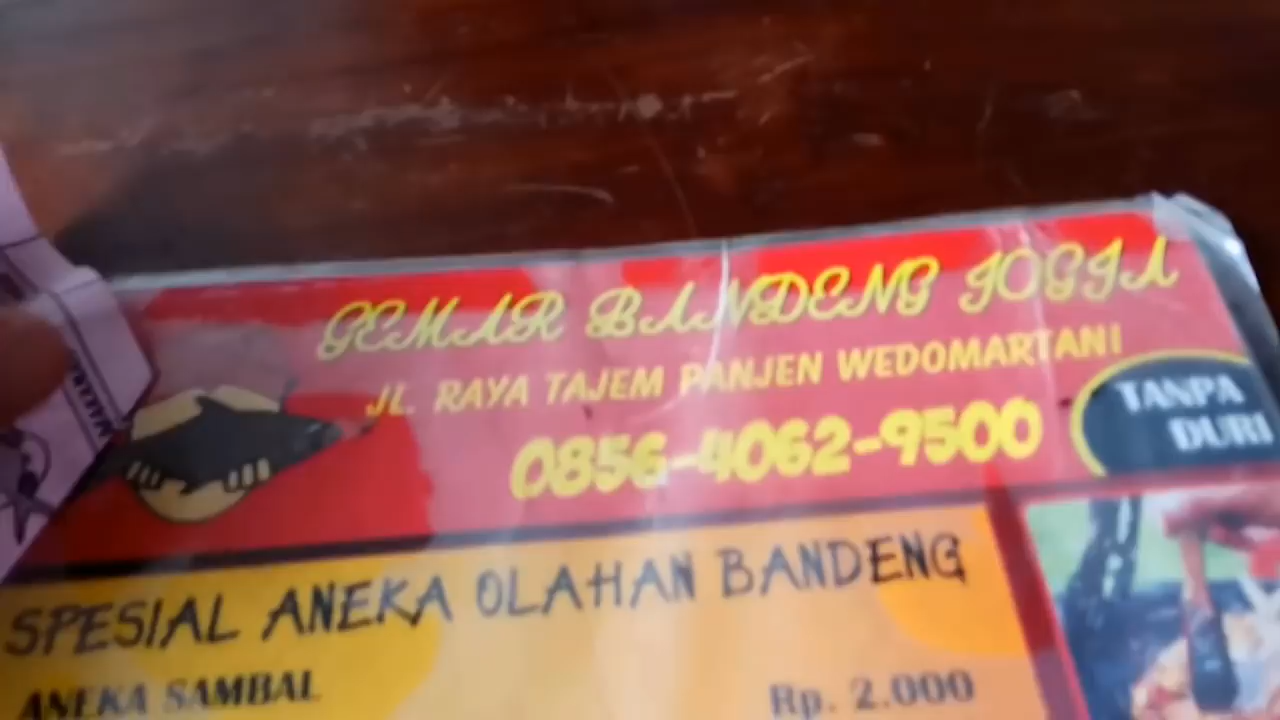 GEMAR BANDENG JOGJA
JL. RAYA TAJEM PANJEN WEDOMARTANI
0856-4062-9500
TANPA
DURI
SPESIAL ANEKA OLAHAN BANDENG
ANEKA SAMBAL Rp. 2.000